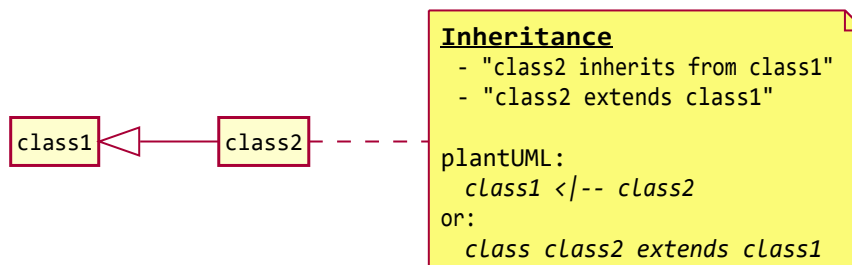 class1
class2
Inheritance
- "class2 inherits from class1"
- "class2 extends class1"
plantUML:
class1 <|-- class2
or:
class class2 extends class1